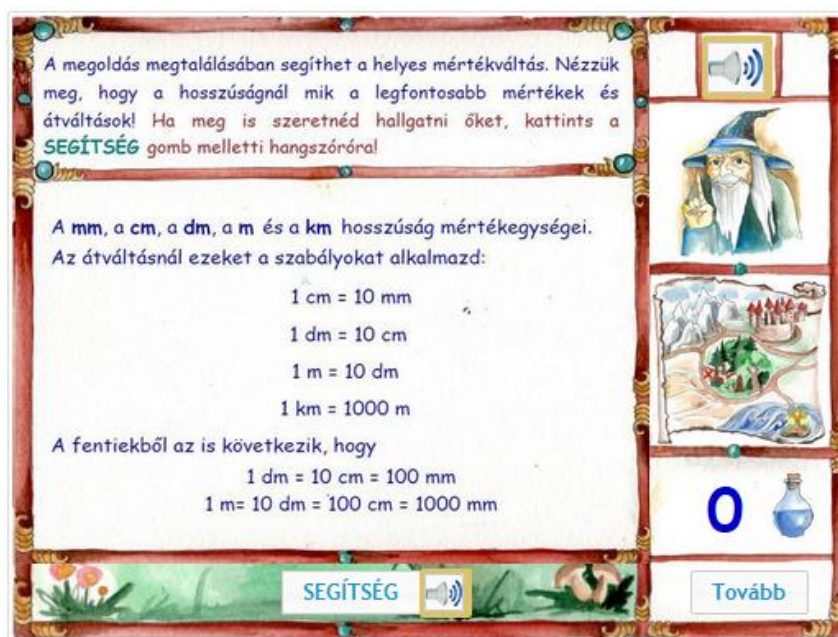 A megoldás megtalálásában segíthet a helyes mértékváltás. Nézzük
meg, hogy a hosszúságnál mik a legfontosabb mértékek és
átváltások! Ha meg is szeretnéd hallgatni őket, kattints a
SEGÍTSÉG gomb melletti hangszóróra!
A mm, a cm, a dm, a m és a km hosszúság mértékegységei.
Az átváltásnál ezeket a szabályokat alkalmazd:
1 cm = 10 mm
1 dm = 10 cm
1 m = 10 dm
1 km = 1000 m
A fentiekből az is következik, hogy
1 dm = 10 cm = 100 mm
1 m= 10 dm = 100 cm = 1000 mm
0
SEGÍTSÉG
Tovább